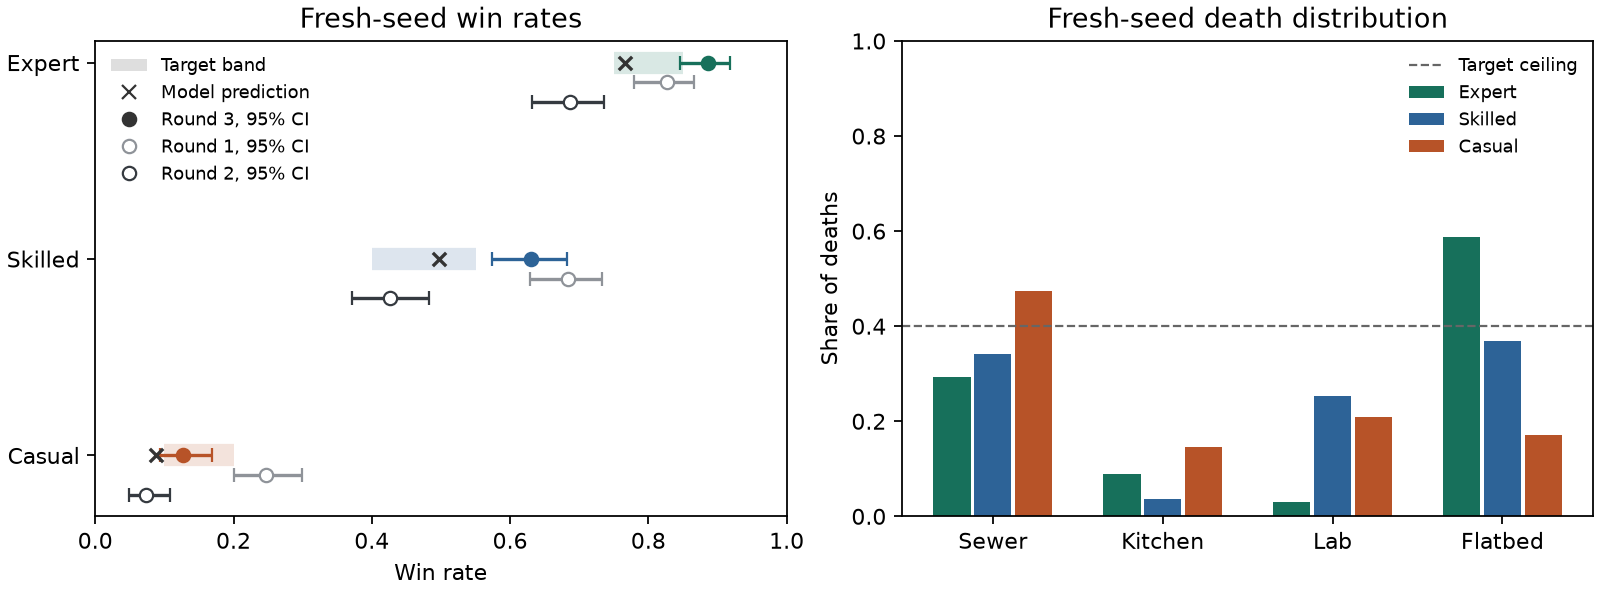 Fresh-seed win rates
Expert
Skilled
Casual
Target band
Model prediction
Round 3, 95% CI
Round 1, 95% CI
Round 2, 95% CI
0.0 0.2 0.4 0.6 0.8 1.0
Win rate
Fresh-seed death distribution
Share of deaths
1.0
0.8
0.6
0.4
0.2
0.0
Target ceiling
Expert
Skilled
Casual
Sewer Kitchen Lab Flatbed